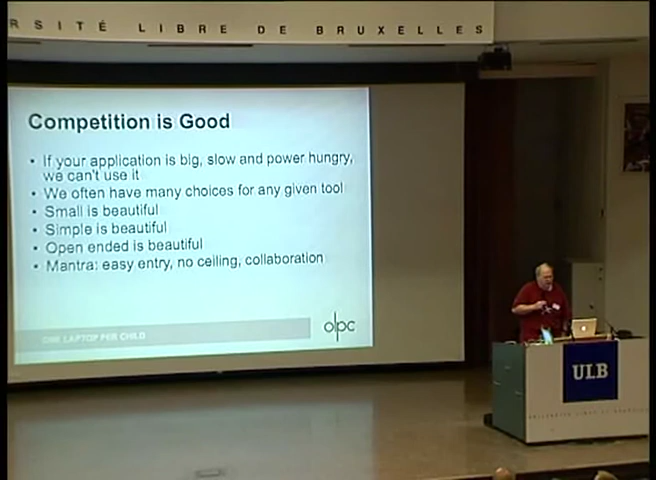 RSITÉ LIBRE DE BRUXELLES
Competition is Good
• If your application is big, slow and power hungry,
we can't use it
• We often have many choices for any given tool
• Small is beautiful
• Simple is beautiful
• Open ended is beautiful
• Mantra: easy entry, no ceiling, collaboration
ONE LAPTOP PER CHILD
olpc
ULB